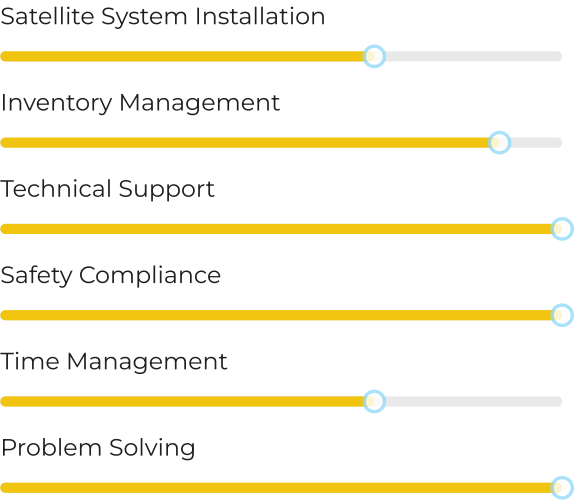 Satellite System Installation
Inventory Management
Technical Support
Safety Compliance
Time Management
Problem Solving